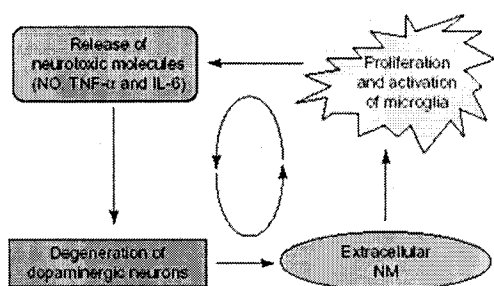 Release of
neurotoxic molecules
(NO, TNF-α and IL-6)
Proliferation
and activation
of microglia
Degeneration of
dopaminergic neurons
Extracellular
NM